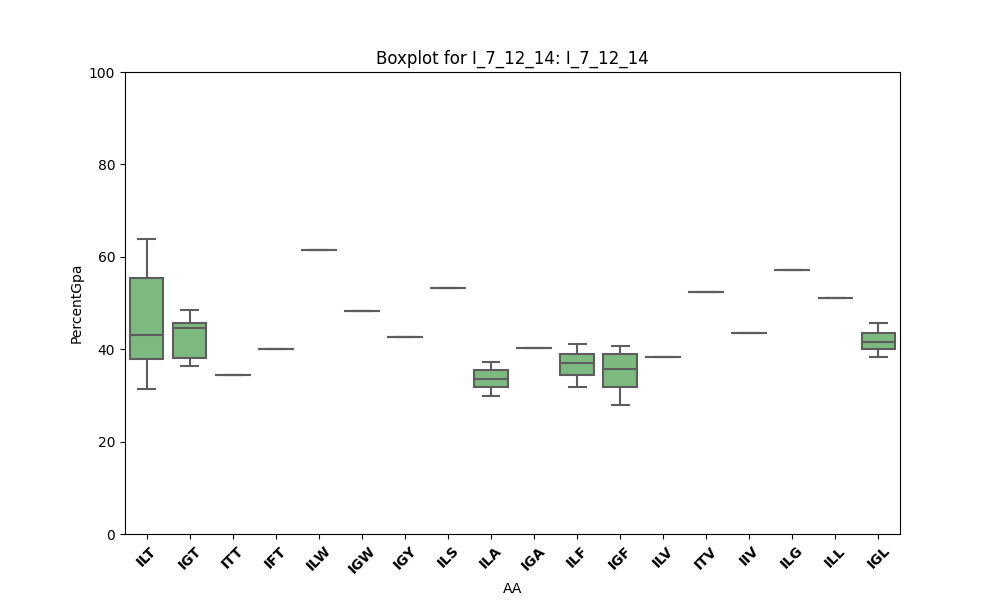 Boxplot for I_7_12_14: I_7_12_14
PercentGpa
100
80
60
40
20
0
ILT IGT ITT IFT ILW IGW IGY ILS ILA IGA ILF IGF ILV ITV IIV ILG ILL IGL
AA